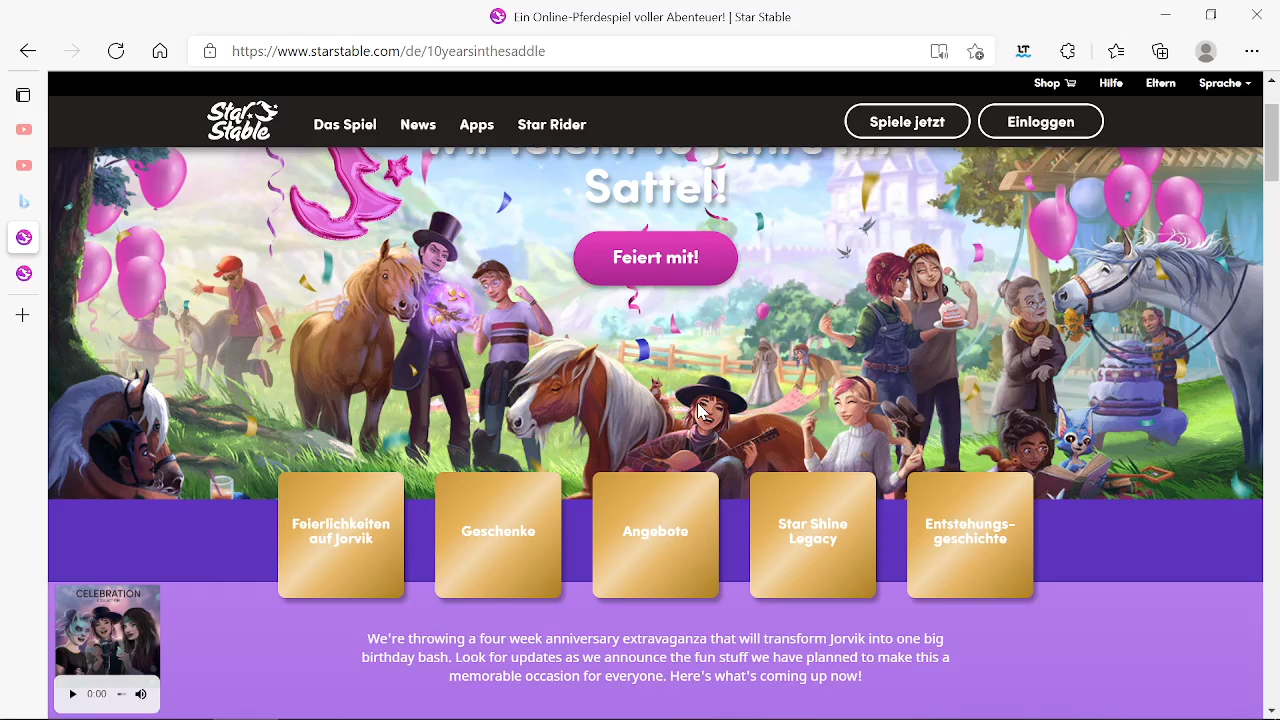 Ein Online-Pferdespiel voller Abenteuer! | Star Stable
https://www.starstable.com/de/10yearsinthesaddle
LT
Shop Hilfe Eltern Sprache
Star Stable
Das Spiel News Apps Star Rider
Spiele jetzt Einloggen
Sattel!
Feiert mit!
Feierlichkeiten
auf Jorvik
Geschenke
Angebote
Star Shine
Legacy
Entstehungs-
geschichte
CELEBRATION
COLLECTION
0:00
We're throwing a four week anniversary extravaganza that will transform Jorvik into one big
birthday bash. Look for updates as we announce the fun stuff we have planned to make this a
memorable occasion for everyone. Here's what's coming up now!